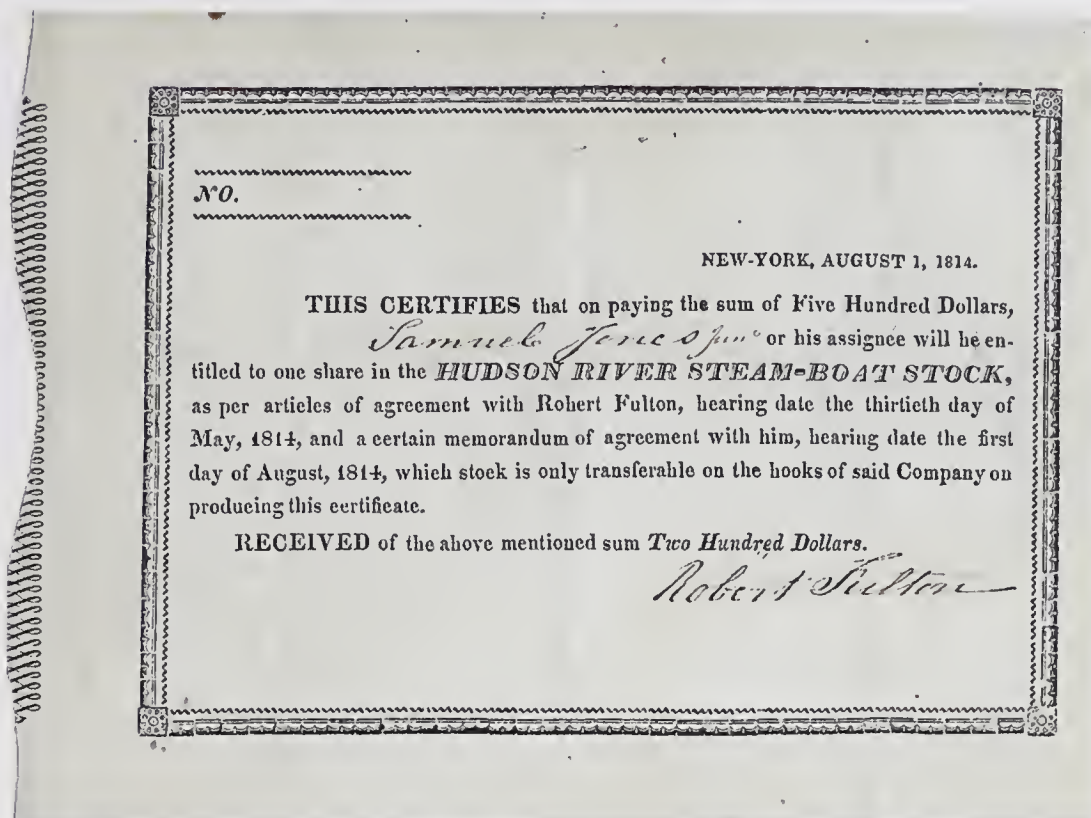 NO.
NEW-YORK, AUGUST 1, 1814.
THIS CERTIFIES that on paying the sum of Five Hundred Dollars,
Samuel Jones Junr or his assignee will be en-
titled to one share in the HUDSON RIVER STEAM-BOAT STOCK,
as per articles of agreement with Robert Fulton, bearing date the thirtieth day of
May, 1814, and a certain memorandum of agreement with him, bearing date the first
day of August, 1814, which stock is only transferable on the books of said Company on
producing this certificate.
RECEIVED of the above mentioned sum Two Hundred Dollars.
Robert Fulton